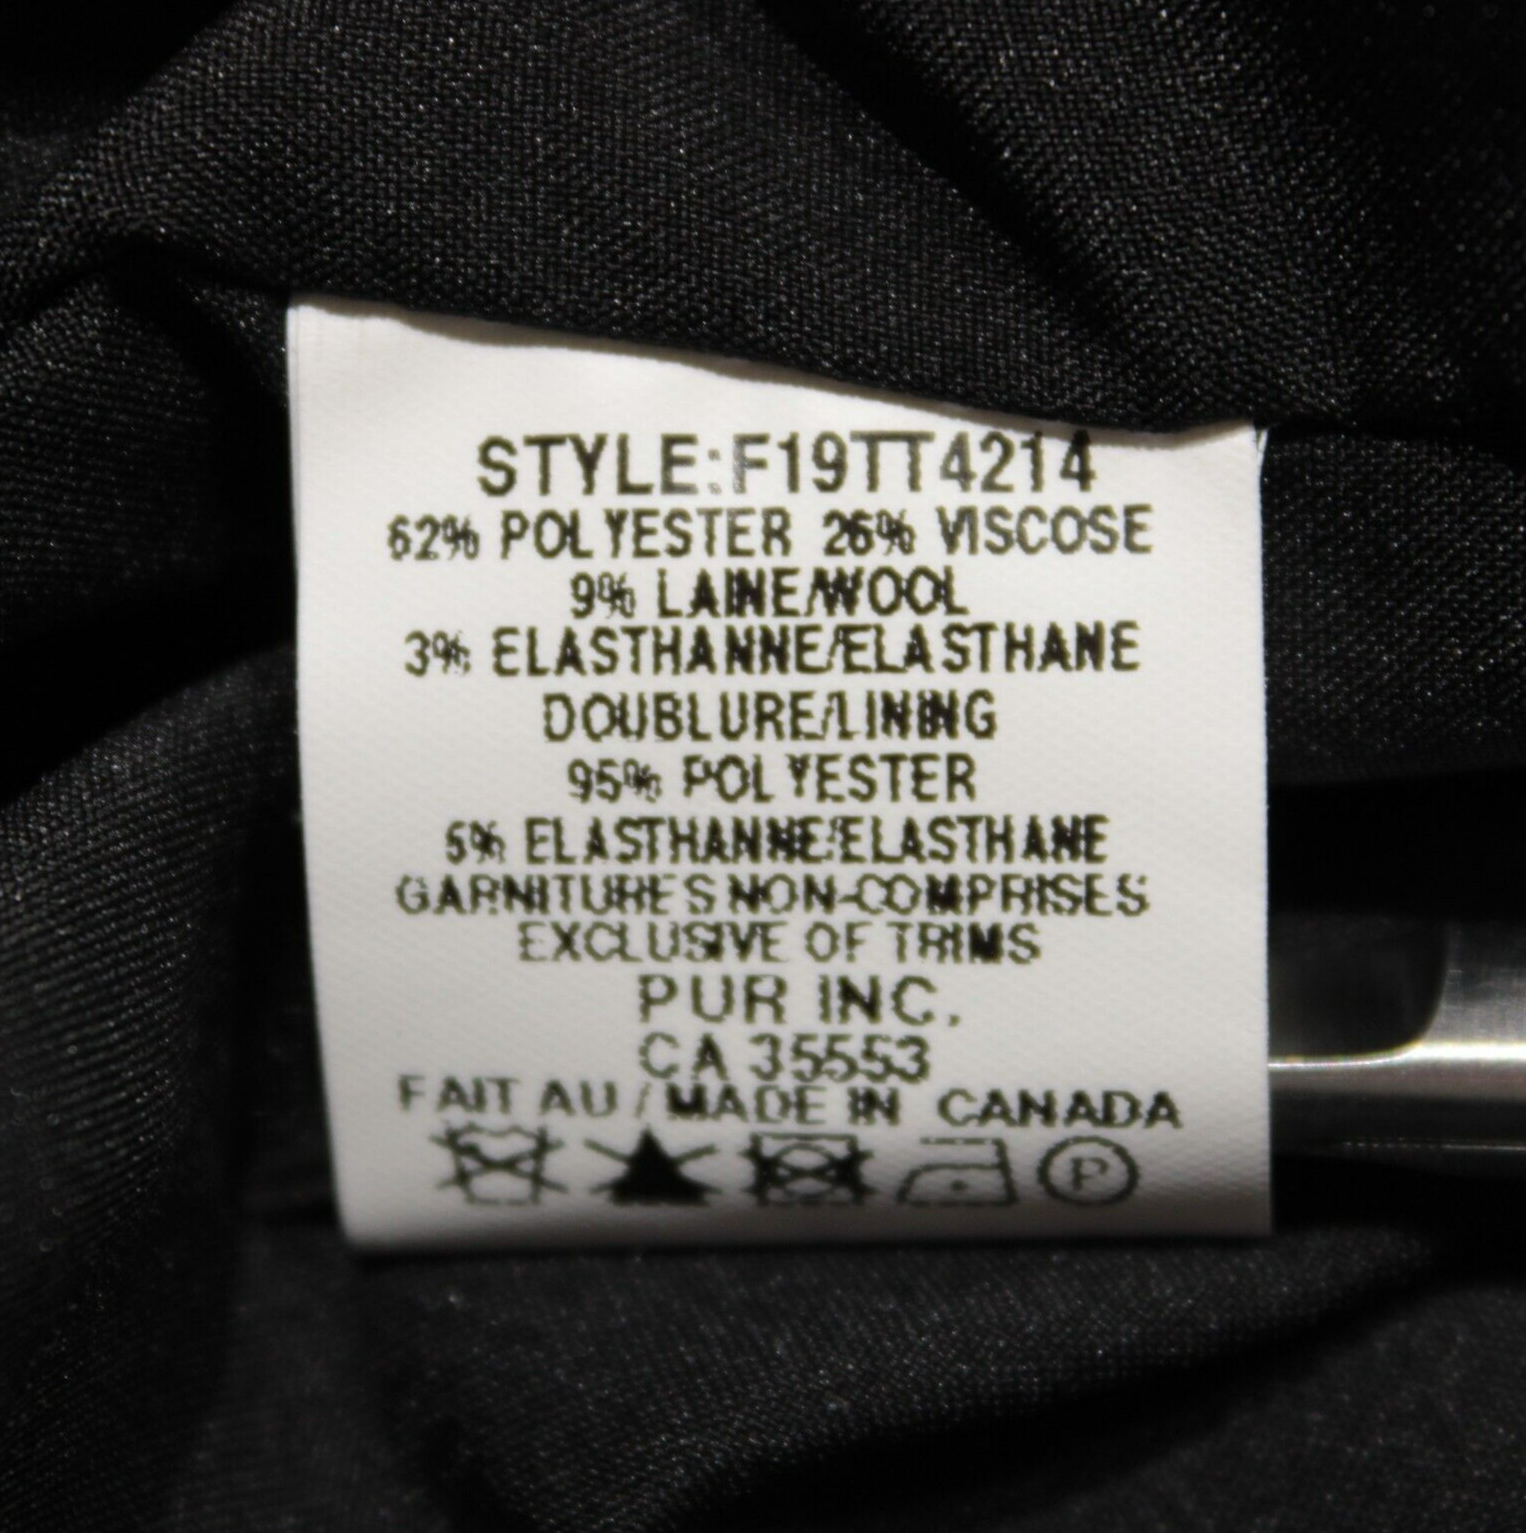 STYLE:F19TT4214
62% POLYESTER 26% VISCOSE
9% LAINE/WOOL
3% ELASTHANNE/ELASTHANE
DOUBLURE/LINING
95% POLYESTER
5% ELASTHANNE/ELASTHANE
GARNITURES NON-COMPRISES
EXCLUSIVE OF TRIMS
PUR INC.
CA 35553
FAIT AU / MADE IN CANADA
P